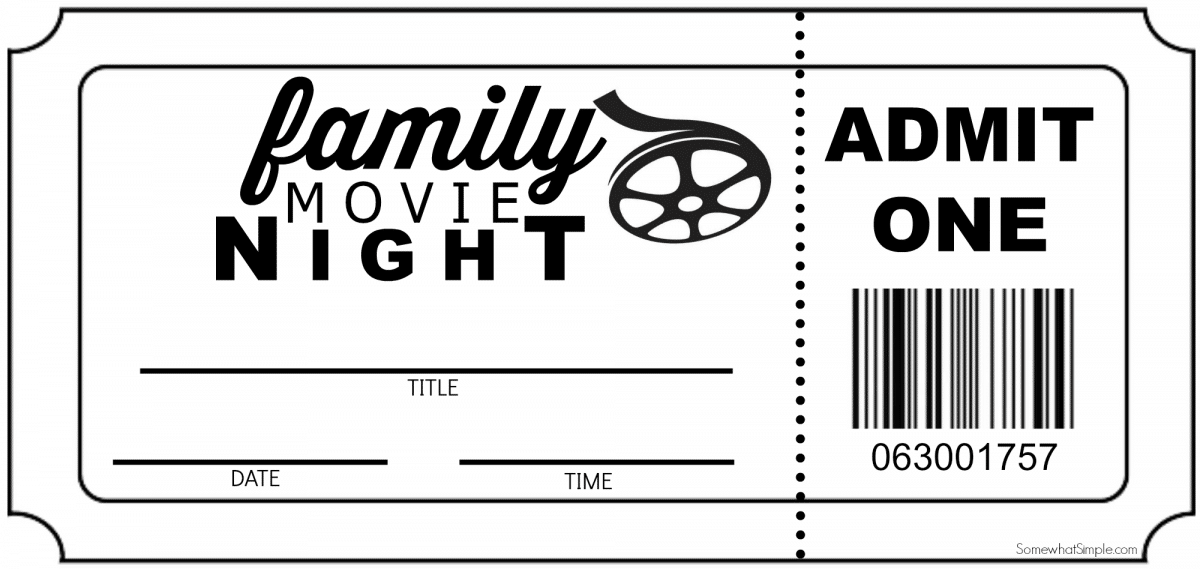 family
MOVIE
NIGHT
TITLE
DATE
TIME
ADMIT
ONE
063001757
SomewhatSimple.com